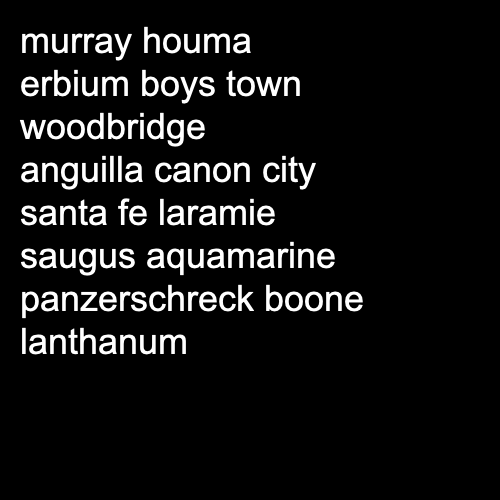 murray houma
erbium boys town
woodbridge
anguilla canon city
santa fe laramie
saugus aquamarine
panzerschreck boone
lanthanum